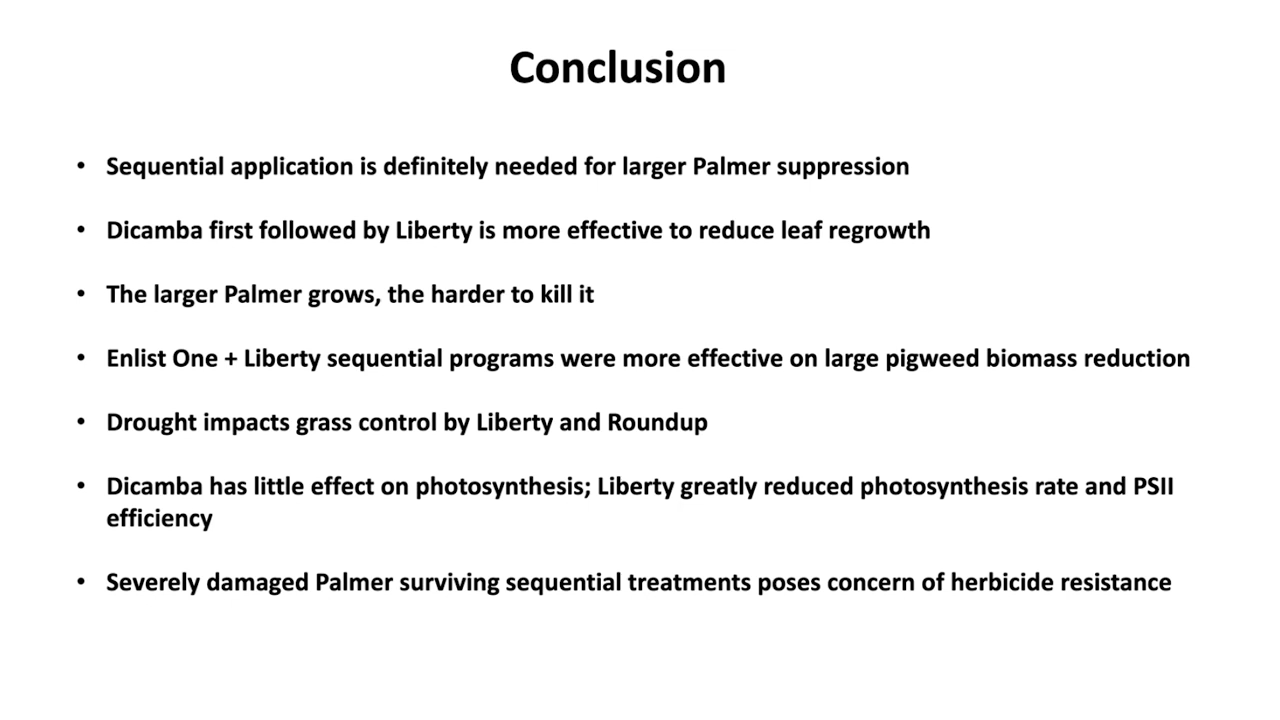 Conclusion
• Sequential application is definitely needed for larger Palmer suppression
• Dicamba first followed by Liberty is more effective to reduce leaf regrowth
• The larger Palmer grows, the harder to kill it
• Enlist One + Liberty sequential programs were more effective on large pigweed biomass reduction
• Drought impacts grass control by Liberty and Roundup
• Dicamba has little effect on photosynthesis; Liberty greatly reduced photosynthesis rate and PSII
efficiency
• Severely damaged Palmer surviving sequential treatments poses concern of herbicide resistance